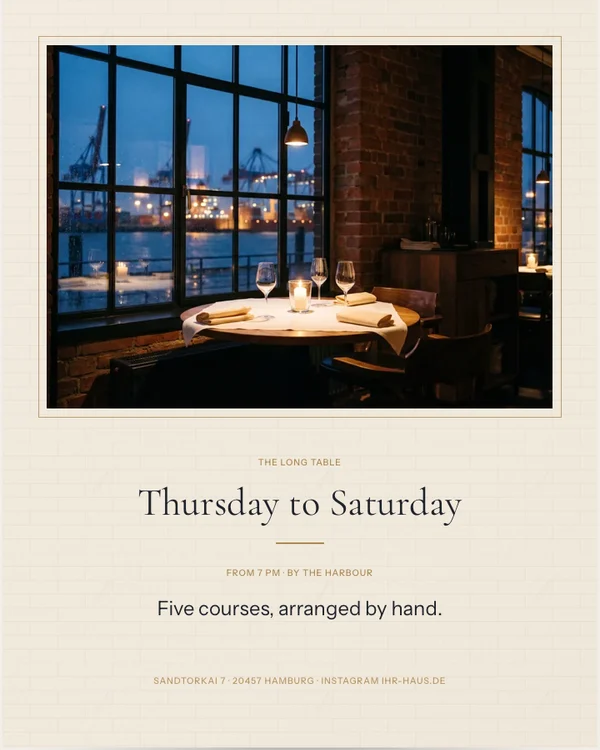 THE LONG TABLE
Thursday to Saturday
FROM 7 PM · BY THE HARBOUR
Five courses, arranged by hand.
SANDTORKAI 7 · 20457 HAMBURG · INSTAGRAM IHR-HAUS.DE